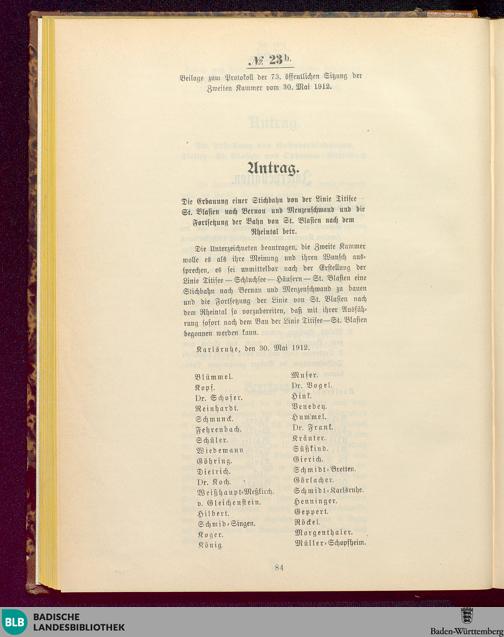 № 23b.
Beilage zum Protokoll der 73. öffentlichen Sitzung der
Zweiten Kammer vom 30. Mai 1912.
Antrag.
Die Erbauung einer Stichbahn von der Linie Titisee—
St. Blasien nach Bernau und Menzenschwand und die
Fortsetzung der Bahn von St. Blasien nach dem
Rheintal betr.
Die Unterzeichneten beantragen, die Zweite Kammer
wolle es als ihre Meinung und ihren Wunsch aus-
sprechen, es sei unmittelbar nach der Erstellung der
Linie Titisee—Schluchsee—Häusern—St. Blasien eine
Stichbahn nach Bernau und Menzenschwand zu bauen
und die Fortsetzung der Linie von St. Blasien nach
dem Rheintal so vorzubereiten, daß mit ihrer Ausfüh-
rung sofort nach dem Bau der Linie Titisee—St. Blasien
begonnen werden kann.
Karlsruhe, den 30. Mai 1912.
Blümmel.
Kopf.
Dr. Schofer.
Reinhardt.
Schmunck.
Fehrenbach.
Schüler.
Wiedemann
Göhring.
Dietrich.
Dr. Koch.
Weißhaupt-Meßkirch.
v. Gleichenstein.
Hilbert.
Schmid-Singen.
Koger.
König
Muser.
Dr. Vogel.
Hink.
Venedey.
Hummel.
Dr. Frank.
Kräuter.
Süßkind.
Gierich.
Schmidt-Bretten.
Görlacher.
Schmidt-Karlsruhe.
Henninger.
Geppert.
Röckel.
Morgenthaler.
Müller-Schopfheim.
84
BLB BADISCHE
LANDESBIBLIOTHEK
Baden-Württemberg